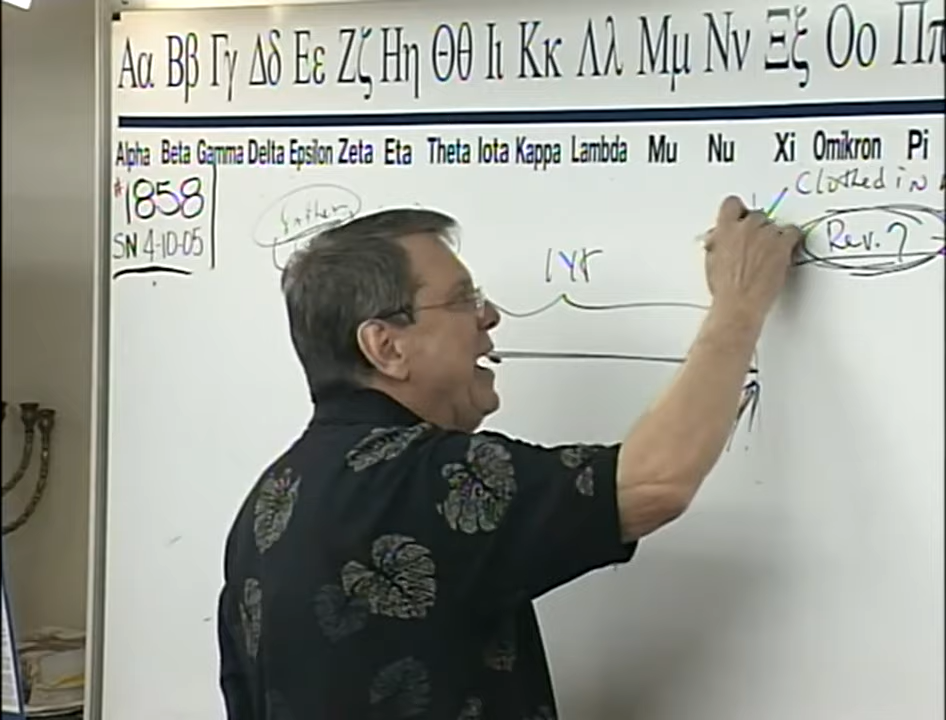 Αα Ββ Γγ Δδ Εε Ζζ Ηη Θθ Ιι Κκ Λλ Μμ Νν Ξξ Οο Ππ
Alpha Beta Gamma Delta Epsilon Zeta Eta Theta Iota Kappa Lambda Mu Nu Xi Omikron Pi
#1858
Clothed in
SN 4-10-05
Rev. 7
1 yr